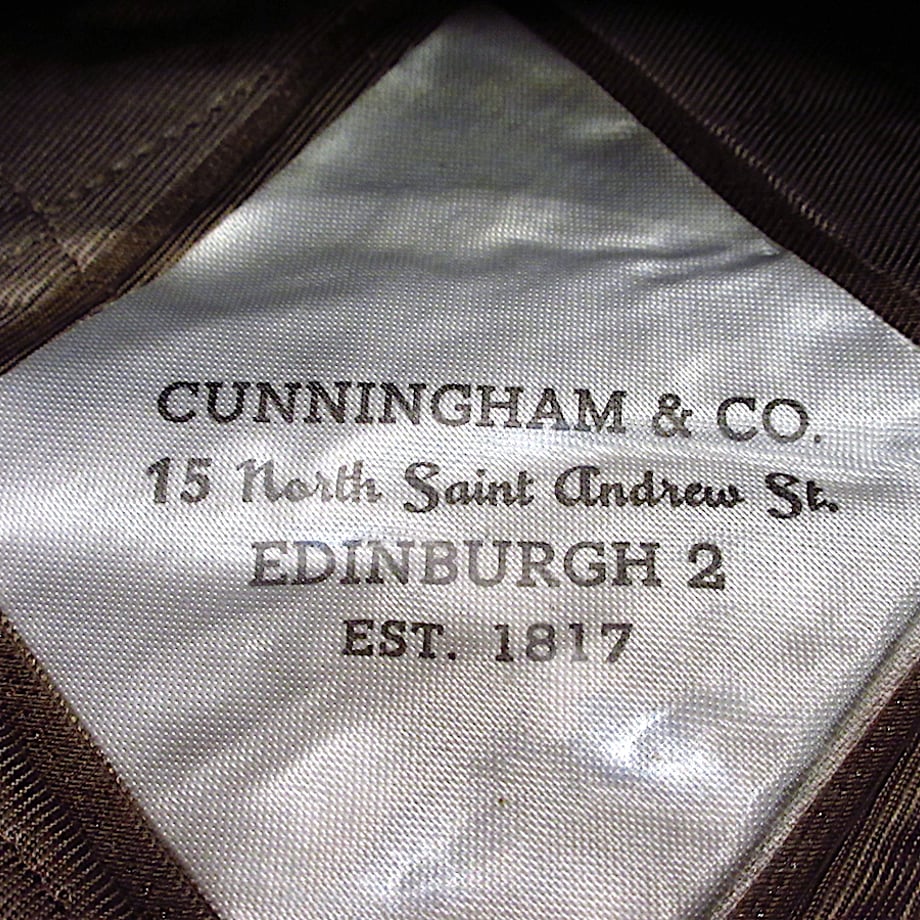 CUNNINGHAM & CO.
15 North Saint Andrew St.
EDINBURGH 2
EST. 1817